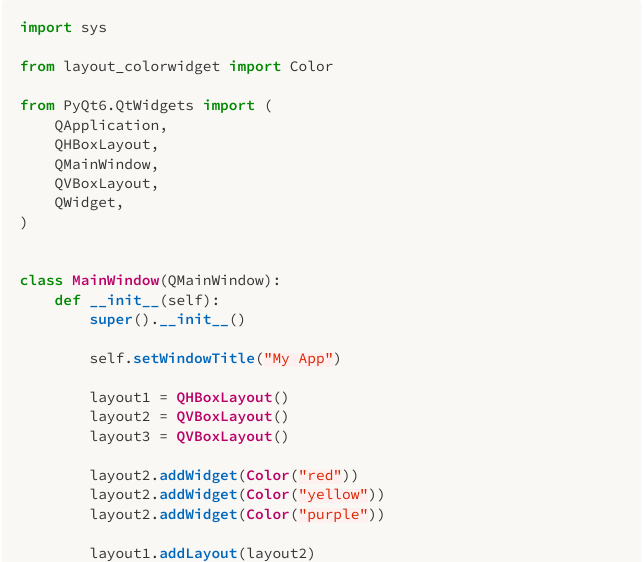 import sys

from layout_colorwidget import Color

from PyQt6.QtWidgets import (
    QApplication,
    QHBoxLayout,
    QMainWindow,
    QVBoxLayout,
    QWidget,
)


class MainWindow(QMainWindow):
    def __init__(self):
        super().__init__()

        self.setWindowTitle("My App")

        layout1 = QHBoxLayout()
        layout2 = QVBoxLayout()
        layout3 = QVBoxLayout()

        layout2.addWidget(Color("red"))
        layout2.addWidget(Color("yellow"))
        layout2.addWidget(Color("purple"))

        layout1.addLayout(layout2)